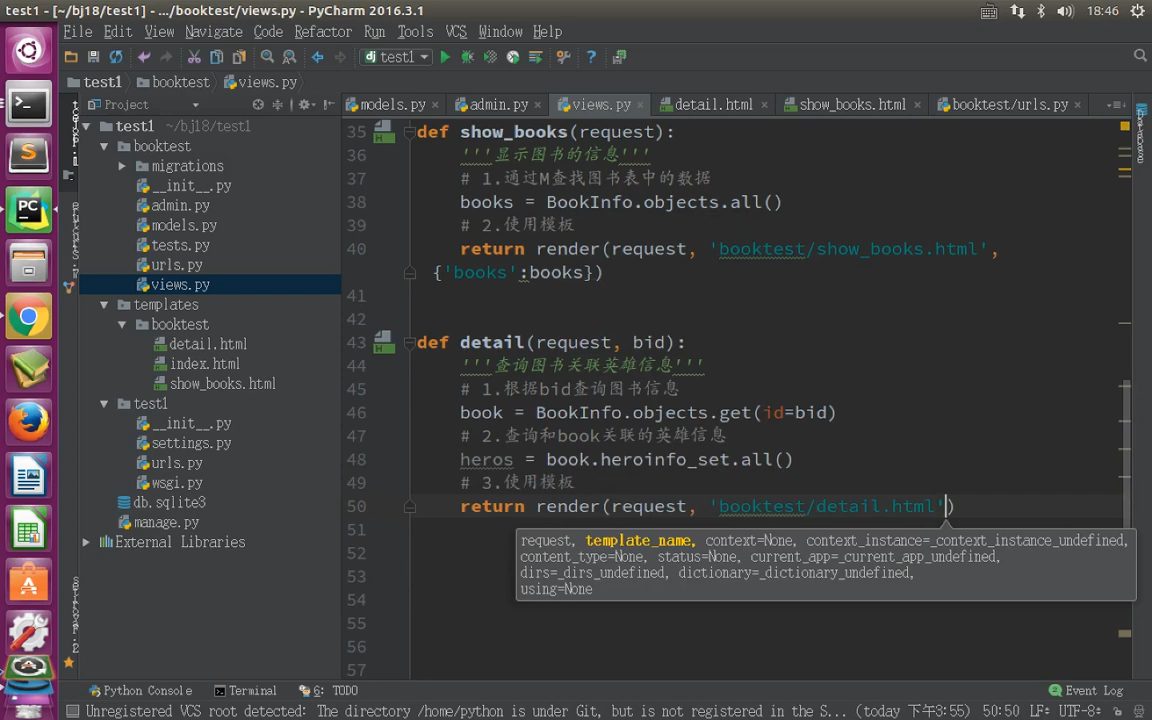 test1 - [~/bj18/test1] - .../booktest/views.py - PyCharm 2016.3.1
18:46
File Edit View Navigate Code Refactor Run Tools VCS Window Help
test1
test1 booktest views.py
Project
models.py admin.py views.py detail.html show_books.html booktest/urls.py
test1 ~/bj18/test1
booktest
migrations
__init__.py
admin.py
models.py
tests.py
urls.py
views.py
templates
booktest
detail.html
index.html
show_books.html
test1
__init__.py
settings.py
urls.py
wsgi.py
db.sqlite3
manage.py
External Libraries
35 def show_books(request):
36 '''显示图书的信息'''
37 # 1.通过M查找图书表中的数据
38 books = BookInfo.objects.all()
39 # 2.使用模板
40 return render(request, 'booktest/show_books.html',
{'books':books})
41
42
43 def detail(request, bid):
44 '''查询图书关联英雄信息'''
45 # 1.根据bid查询图书信息
46 book = BookInfo.objects.get(id=bid)
47 # 2.查询和book关联的英雄信息
48 heros = book.heroinfo_set.all()
49 # 3.使用模板
50 return render(request, 'booktest/detail.html')
51
52
53
54
55
56
57
request, template_name, context=None, context_instance=_context_instance_undefined,
content_type=None, status=None, current_app=_current_app_undefined,
dirs=_dirs_undefined, dictionary=_dictionary_undefined,
using=None
Python Console Terminal 6: TODO Event Log
Unregistered VCS root detected: The directory /home/python is under Git, but is not registered in the S... (today 下午3:55) 50:50 LF÷ UTF-8÷